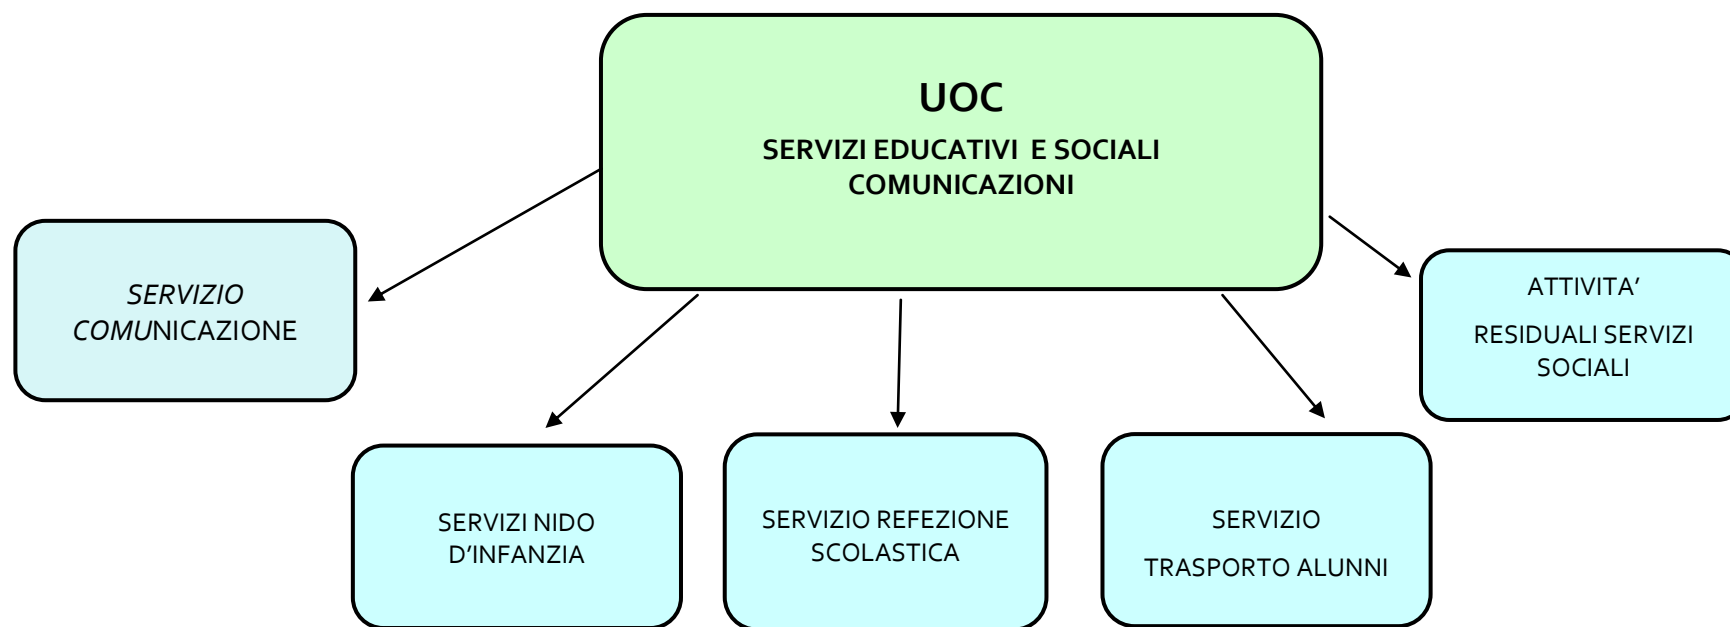 UOC
SERVIZI EDUCATIVI  E SOCIALI
COMUNICAZIONI
SERVIZIO
COMUNICAZIONE
ATTIVITA’
RESIDUALI SERVIZI
SOCIALI
SERVIZI NIDO
D’INFANZIA
SERVIZIO REFEZIONE
SCOLASTICA
SERVIZIO
TRASPORTO ALUNNI